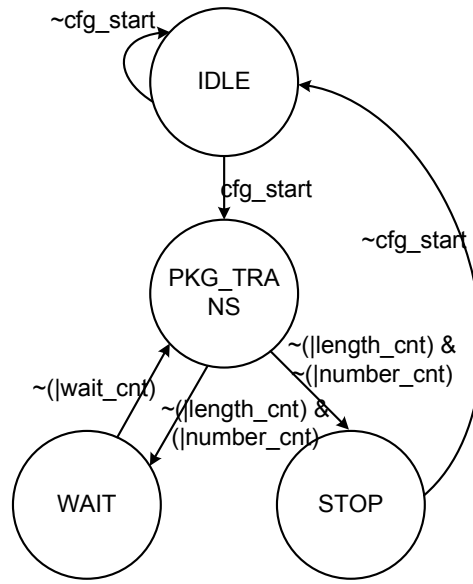 ~cfg_start
IDLE
cfg_start
~cfg_start
PKG_TRA
NS
~(|length_cnt) &
~(|number_cnt)
~(|wait_cnt)
~(|length_cnt) &
(|number_cnt)
WAIT
STOP